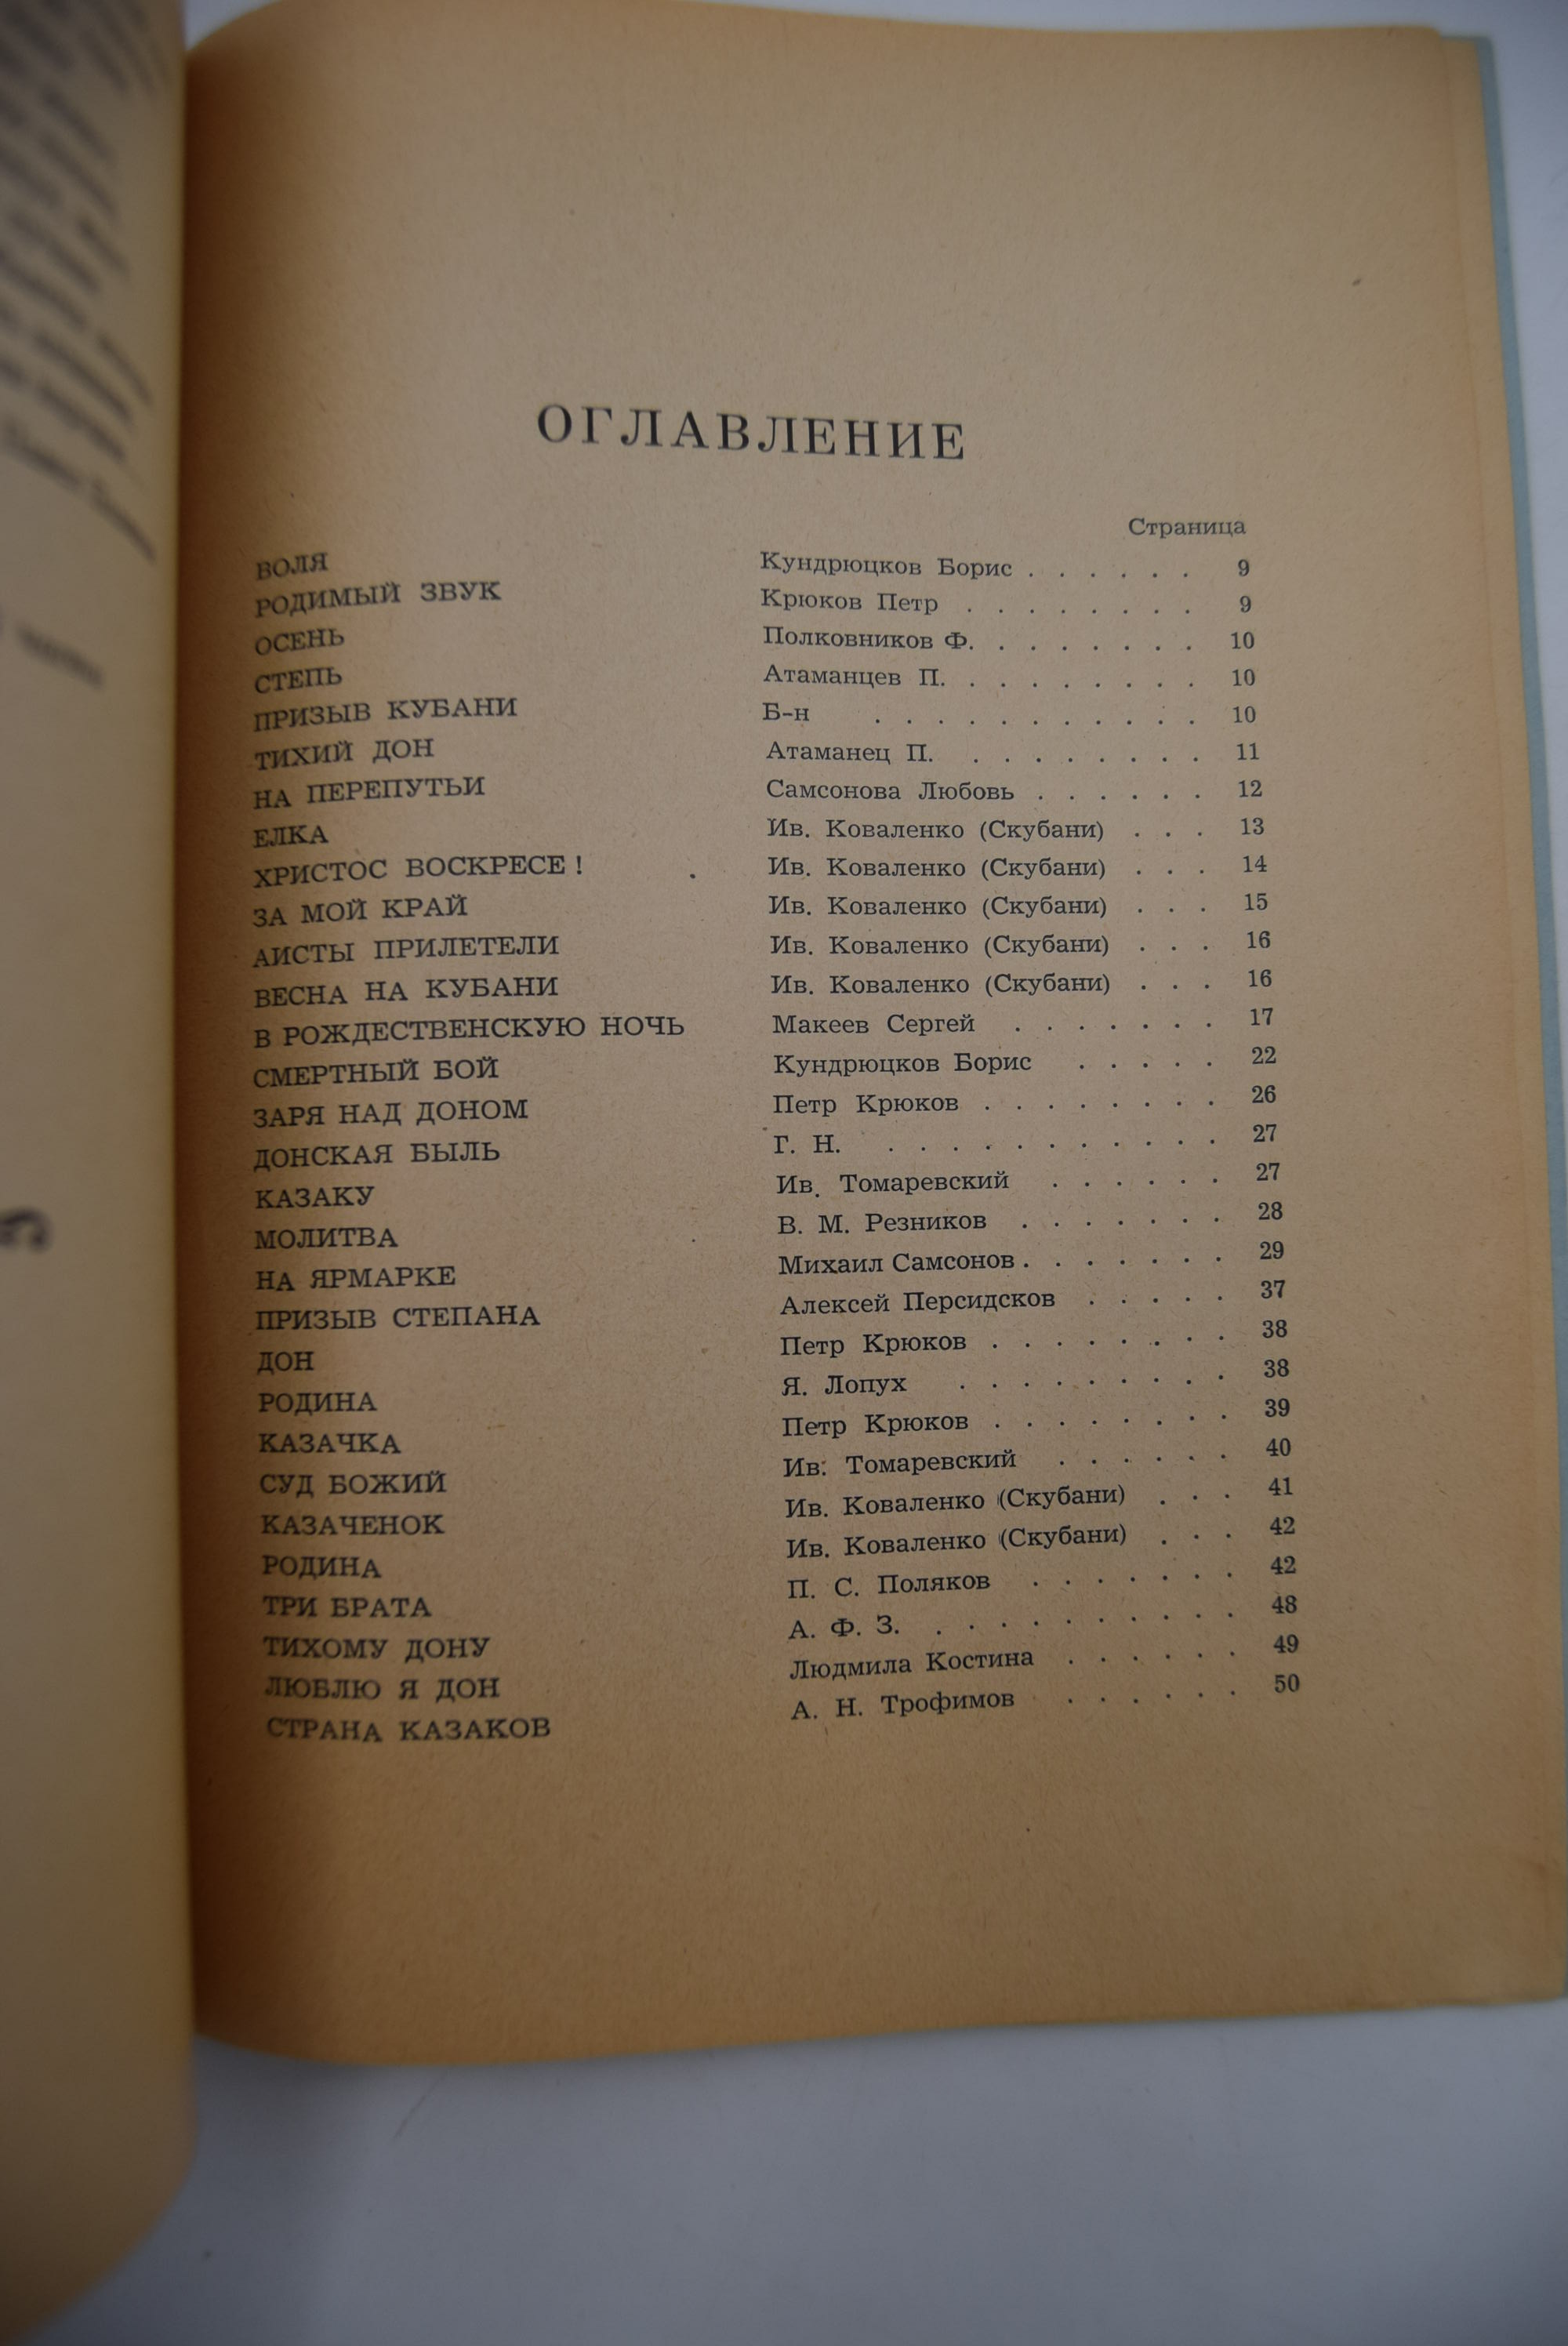 ОГЛАВЛЕНИЕ
Страница
ВОЛЯ Кундрюцков Борис . . . . . . 9
РОДИМЫЙ ЗВУК Крюков Петр . . . . . . . . 9
ОСЕНЬ Полковников Ф. . . . . . . . 10
СТЕПЬ Атаманцев П. . . . . . . . . 10
ПРИЗЫВ КУБАНИ Б-н . . . . . . . . . . . 10
ТИХИЙ ДОН Атаманец П. . . . . . . . . 11
НА ПЕРЕПУТЬИ Самсонова Любовь . . . . . . 12
ЕЛКА Ив. Коваленко (Скубани) . . . 13
ХРИСТОС ВОСКРЕСЕ ! Ив. Коваленко (Скубани) . . . 14
ЗА МОЙ КРАЙ Ив. Коваленко (Скубани) . . . 15
АИСТЫ ПРИЛЕТЕЛИ Ив. Коваленко (Скубани) . . . 16
ВЕСНА НА КУБАНИ Ив. Коваленко (Скубани) . . . 16
В РОЖДЕСТВЕНСКУЮ НОЧЬ Макеев Сергей . . . . . . . 17
СМЕРТНЫЙ БОЙ Кундрюцков Борис . . . . . 22
ЗАРЯ НАД ДОНОМ Петр Крюков . . . . . . . . 26
ДОНСКАЯ БЫЛЬ Г. Н. . . . . . . . . . . . 27
КАЗАКУ Ив. Томаревский . . . . . . 27
МОЛИТВА В. М. Резников . . . . . . . 28
НА ЯРМАРКЕ Михаил Самсонов . . . . . . . 29
ПРИЗЫВ СТЕПАНА Алексей Персидсков . . . . . 37
ДОН Петр Крюков . . . . . . . . 38
РОДИНА Я. Лопух . . . . . . . . . 38
КАЗАЧКА Петр Крюков . . . . . . . . 39
СУД БОЖИЙ Ив. Томаревский . . . . . . 40
КАЗАЧЕНОК Ив. Коваленко (Скубани) . . . 41
РОДИНА Ив. Коваленко (Скубани) . . . 42
ТРИ БРАТА П. С. Поляков . . . . . . . 42
ТИХОМУ ДОНУ А. Ф. З. . . . . . . . . . . 48
ЛЮБЛЮ Я ДОН Людмила Костина . . . . . . 49
СТРАНА КАЗАКОВ А. Н. Трофимов . . . . . . 50